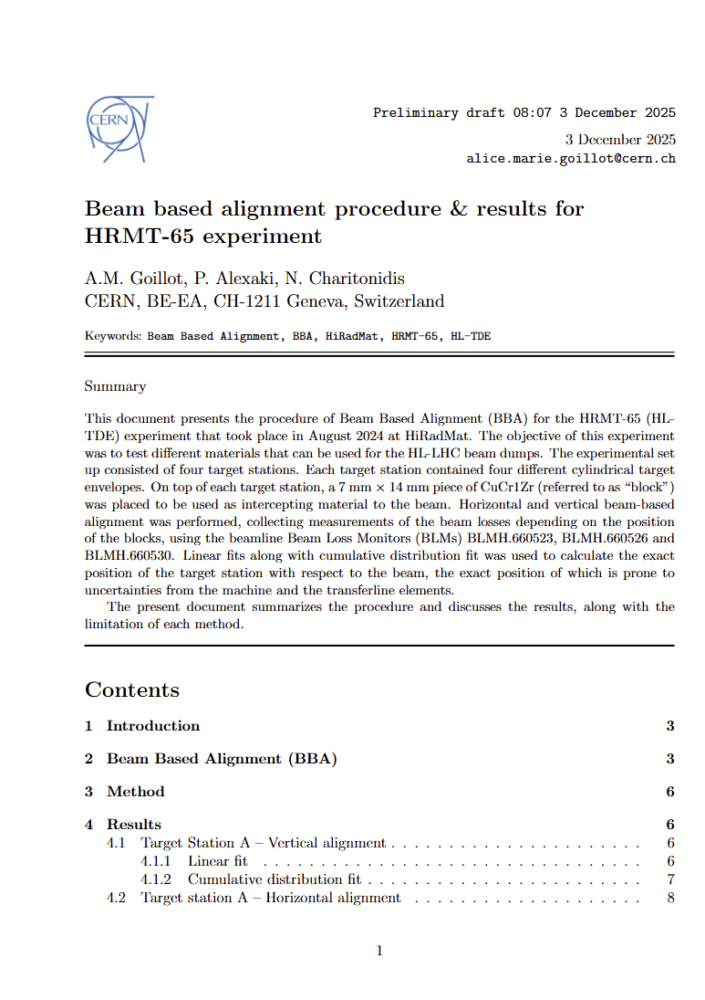 CERN
Preliminary draft 08:07 3 December 2025
3 December 2025
alice.marie.goillot@cern.ch
Beam based alignment procedure & results for
HRMT-65 experiment
A.M. Goillot, P. Alexaki, N. Charitonidis
CERN, BE-EA, CH-1211 Geneva, Switzerland
Keywords: Beam Based Alignment, BBA, HiRadMat, HRMT-65, HL-TDE
Summary
This document presents the procedure of Beam Based Alignment (BBA) for the HRMT-65 (HL-
TDE) experiment that took place in August 2024 at HiRadMat. The objective of this experiment
was to test different materials that can be used for the HL-LHC beam dumps. The experimental set
up consisted of four target stations. Each target station contained four different cylindrical target
envelopes. On top of each target station, a 7 mm × 14 mm piece of CuCr1Zr (referred to as “block”)
was placed to be used as intercepting material to the beam. Horizontal and vertical beam-based
alignment was performed, collecting measurements of the beam losses depending on the position
of the blocks, using the beamline Beam Loss Monitors (BLMs) BLMH.660523, BLMH.660526 and
BLMH.660530. Linear fits along with cumulative distribution fit was used to calculate the exact
position of the target station with respect to the beam, the exact position of which is prone to
uncertainties from the machine and the transferline elements.
The present document summarizes the procedure and discusses the results, along with the
limitation of each method.
Contents
1 Introduction 3
2 Beam Based Alignment (BBA) 3
3 Method 6
4 Results 6
4.1 Target Station A – Vertical alignment . . . . . . . . . . . . . . . . . . . . . . 6
4.1.1 Linear fit . . . . . . . . . . . . . . . . . . . . . . . . . . . . . . . . . 6
4.1.2 Cumulative distribution fit . . . . . . . . . . . . . . . . . . . . . . . . 7
4.2 Target station A – Horizontal alignment . . . . . . . . . . . . . . . . . . . . 8
1